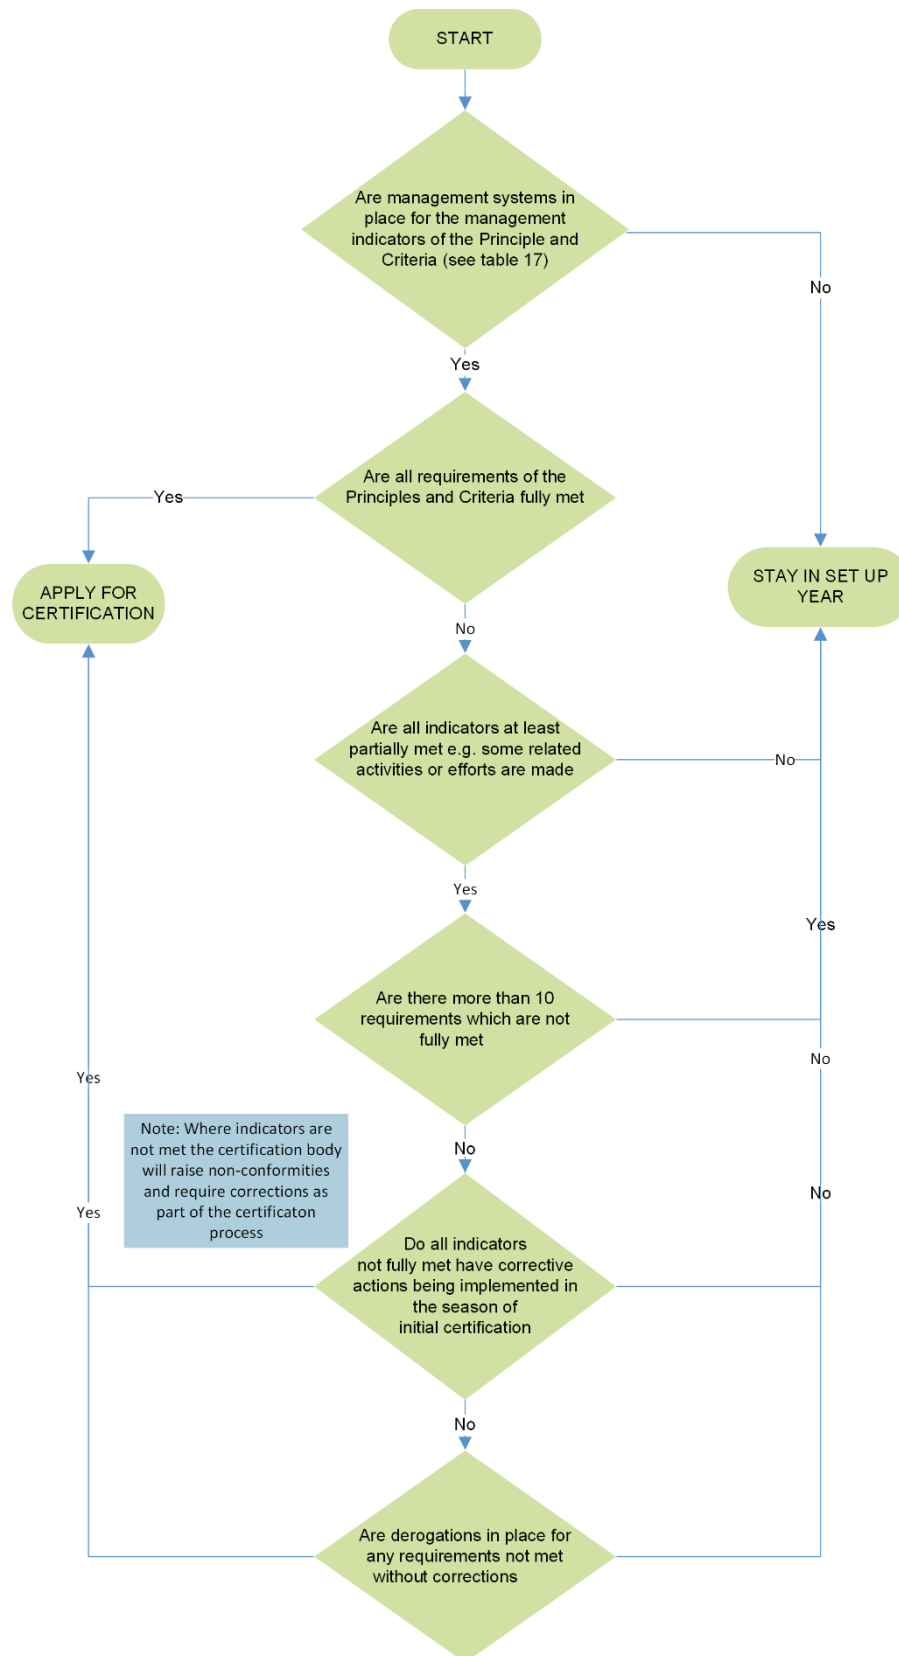 START
Are management systems in
place for the management
indicators of the Principle and
Criteria (see table 17)
No
Yes
Are all requirements of the
Principles and Criteria fully met
Yes
APPLY FOR
CERTIFICATION
STAY IN SET UP
YEAR
No
Are all indicators at least
partially met e.g. some related
activities or efforts are made
No
Yes
Yes
Are there more than 10
requirements which are not
fully met
No
Yes
Note: Where indicators are
not met the certification body
will raise non-conformities
and require corrections as
part of the certificaton
process
No
No
Yes
Do all indicators
not fully met have corrective
actions being implemented in
the season of
initial certification
No
Are derogations in place for
any requirements not met
without corrections